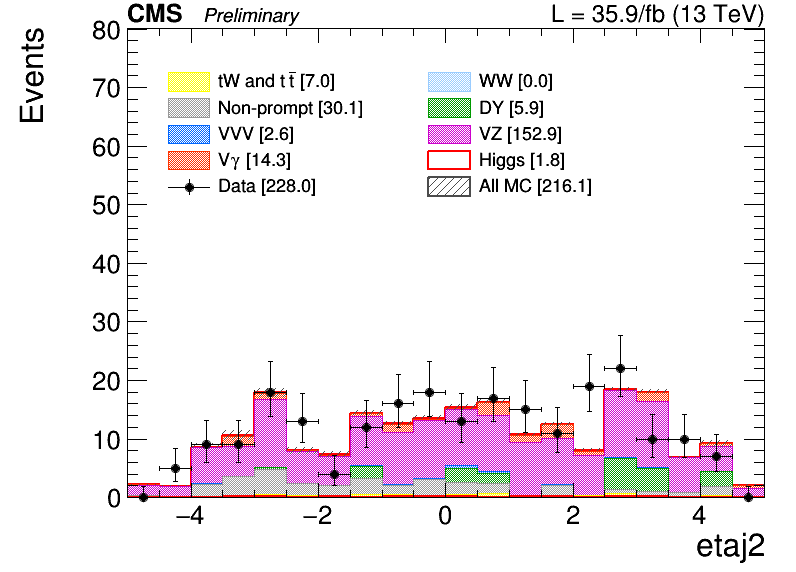 CMS Preliminary L = 35.9/fb (13 TeV)
Events
80
70
60
50
40
30
20
10
0
tW and t t̅ [7.0] WW [0.0]
Non-prompt [30.1] DY [5.9]
VVV [2.6] VZ [152.9]
Vγ [14.3] Higgs [1.8]
Data [228.0] All MC [216.1]
−4 −2 0 2 4
etaj2